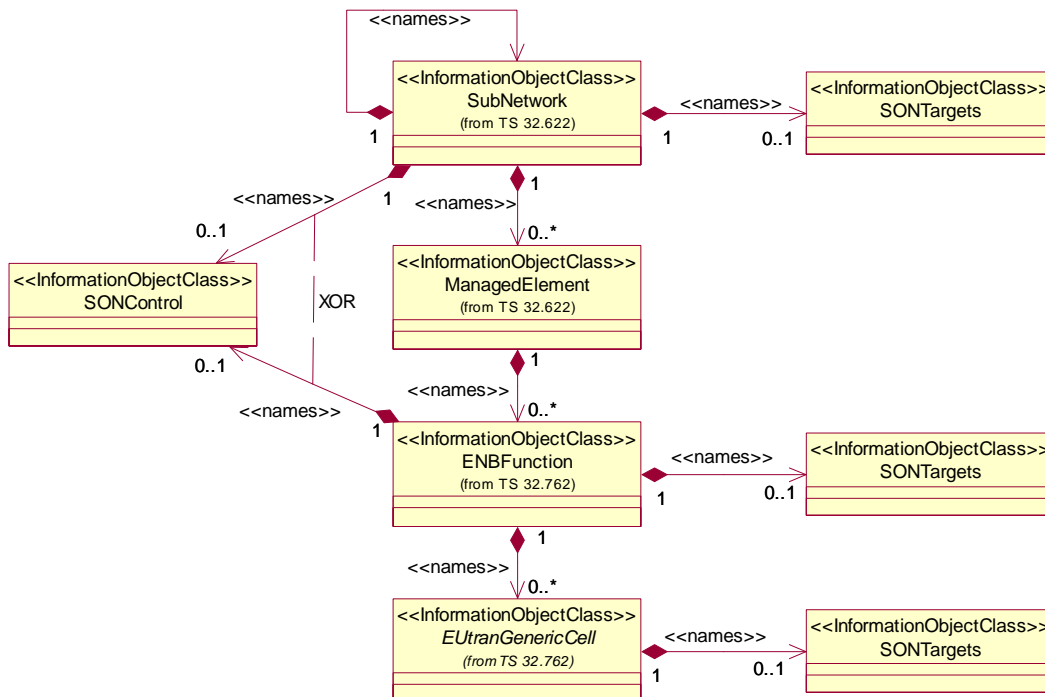 <<names>>
<<InformationObjectClass>>
SubNetwork
(from TS 32.622)
1
<<names>>
1
0..1
<<InformationObjectClass>>
SONTargets
<<names>>
1
0..1
1
<<names>>
0..*
<<InformationObjectClass>>
SONControl
XOR
<<InformationObjectClass>>
ManagedElement
(from TS 32.622)
0..1
<<names>>
1
1
<<names>>
0..*
<<InformationObjectClass>>
ENBFunction
(from TS 32.762)
<<names>>
1
0..1
<<InformationObjectClass>>
SONTargets
1
<<names>>
0..*
<<InformationObjectClass>>
EUtranGenericCell
(from TS 32.762)
<<names>>
1
0..1
<<InformationObjectClass>>
SONTargets